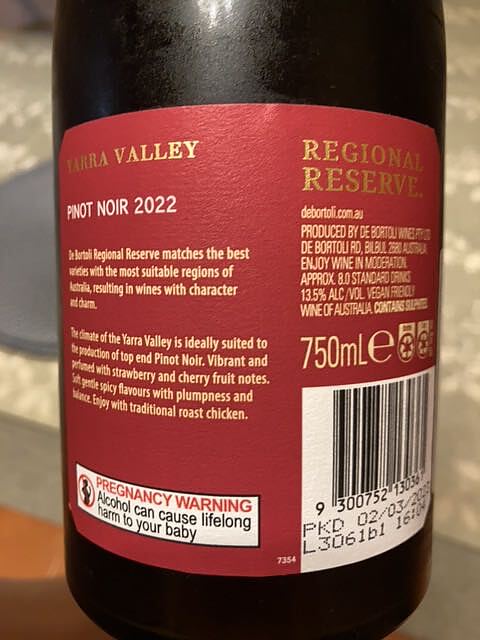 YARRA VALLEY
PINOT NOIR 2022
De Bortoli Regional Reserve matches the best
varieties with the most suitable regions of
Australia, resulting in wines with character
and charm.
The climate of the Yarra Valley is ideally suited to
the production of top end Pinot Noir. Vibrant and
perfumed with strawberry and cherry fruit notes.
Soft gentle spicy flavours with plumpness and
balance. Enjoy with traditional roast chicken.
PREGNANCY WARNING
Alcohol can cause lifelong
harm to your baby
7354
REGIONAL
RESERVE.
debortoli.com.au
PRODUCED BY DE BORTOLI WINES PTY LTD
DE BORTOLI RD, BILBUL 2680 AUSTRALIA
ENJOY WINE IN MODERATION.
APPROX. 8.0 STANDARD DRINKS
13.5% ALC/VOL. VEGAN FRIENDLY
WINE OF AUSTRALIA. CONTAINS SULPHITES
750mLe
9 300752 13036
PKD 02/03/20
L3061b1 1610